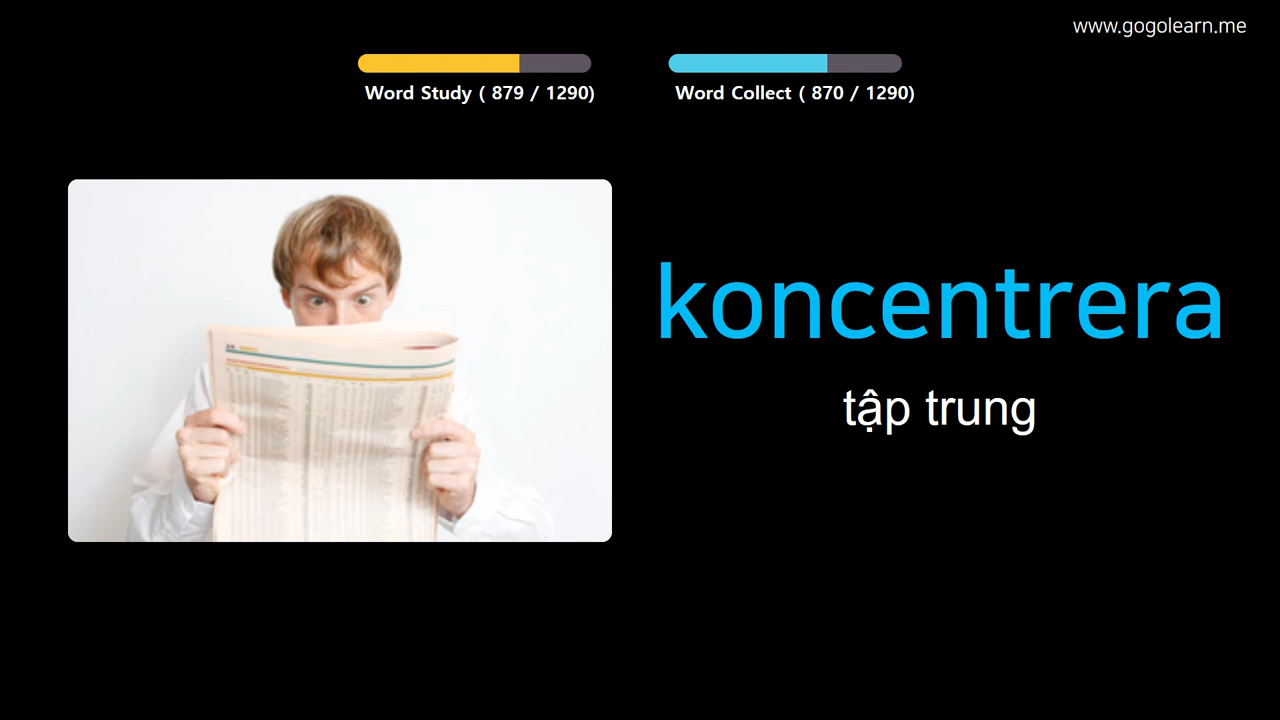 www.gogolearn.me
Word Study ( 879 / 1290)
Word Collect ( 870 / 1290)
koncentrera
tập trung